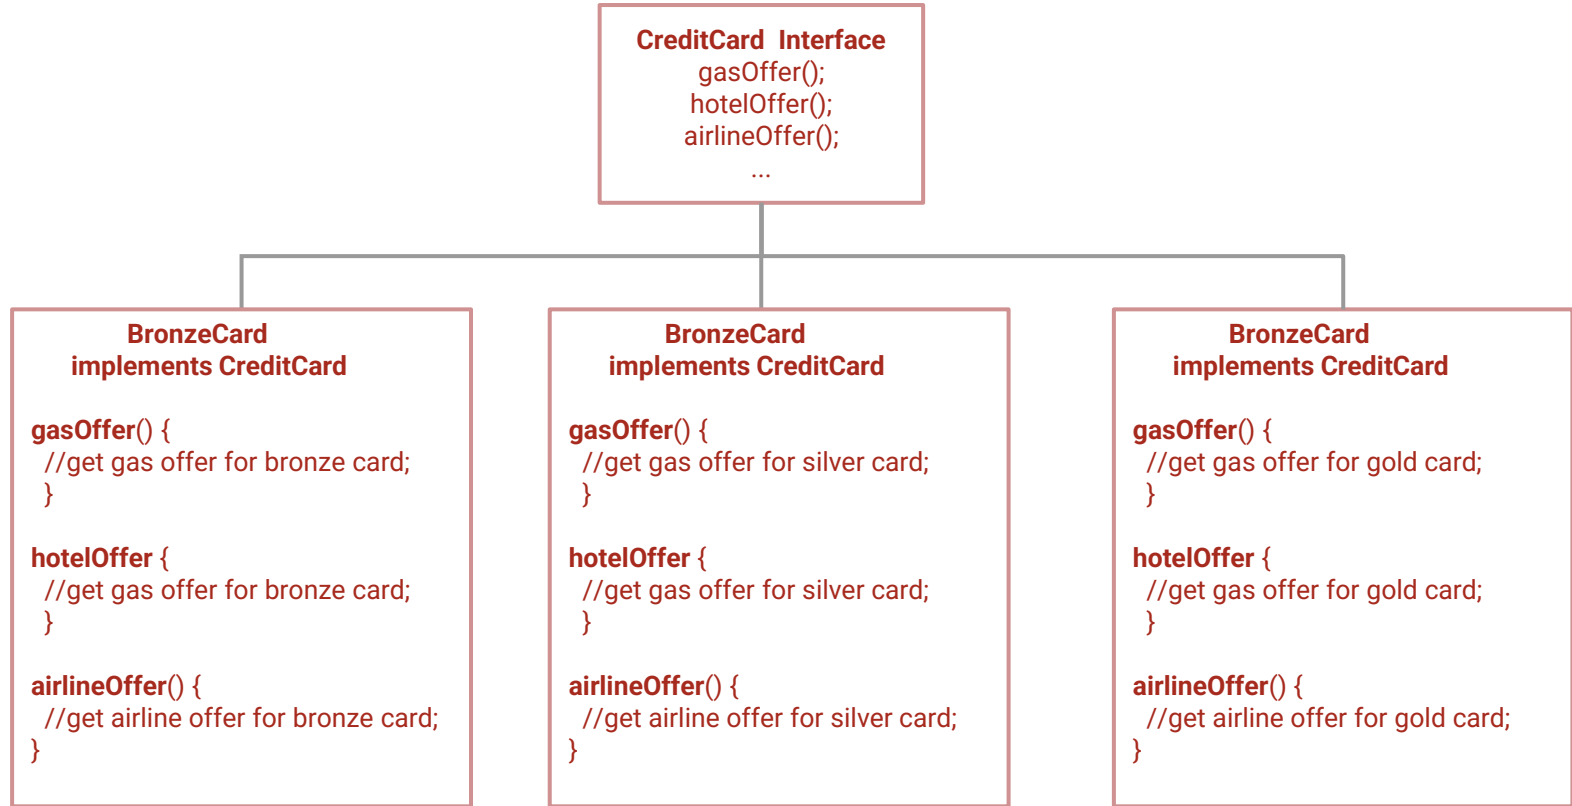 CreditCard  Interface
gasOffer();
hotelOffer();
airlineOffer();
...
BronzeCard
implements CreditCard
gasOffer() {
//get gas offer for bronze card;
}
hotelOffer {
//get gas offer for bronze card;
}
airlineOffer() {
//get airline offer for bronze card;
}
BronzeCard
implements CreditCard
gasOffer() {
//get gas offer for silver card;
}
hotelOffer {
//get gas offer for silver card;
}
airlineOffer() {
//get airline offer for silver card;
}
BronzeCard
implements CreditCard
gasOffer() {
//get gas offer for gold card;
}
hotelOffer {
//get gas offer for gold card;
}
airlineOffer() {
//get airline offer for gold card;
}